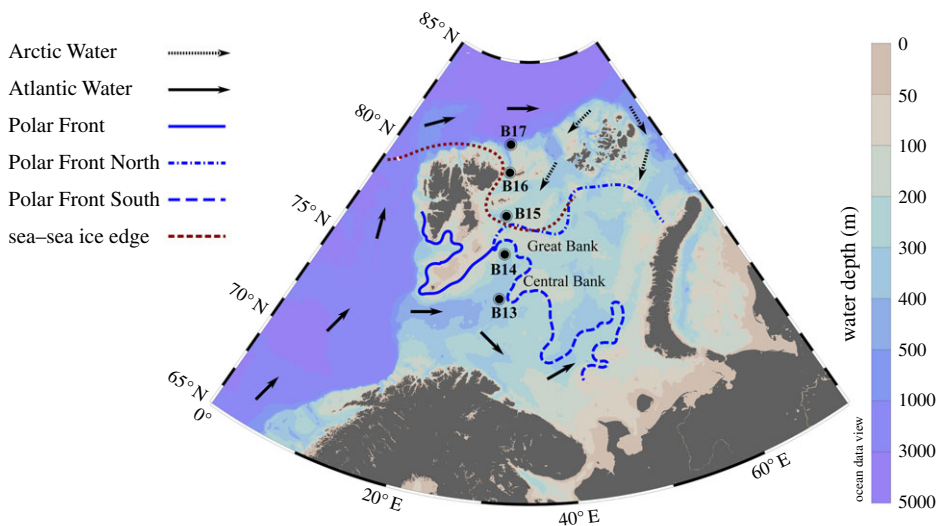 Arctic Water
Atlantic Water
Polar Front
Polar Front North
Polar Front South
sea–sea ice edge
85° N
80° N
75° N
70° N
65° N
0°
20° E
40° E
60° E
B17
B16
B15
Great Bank
B14
Central Bank
B13
water depth (m)
ocean data view
0
50
100
200
300
400
500
1000
3000
5000